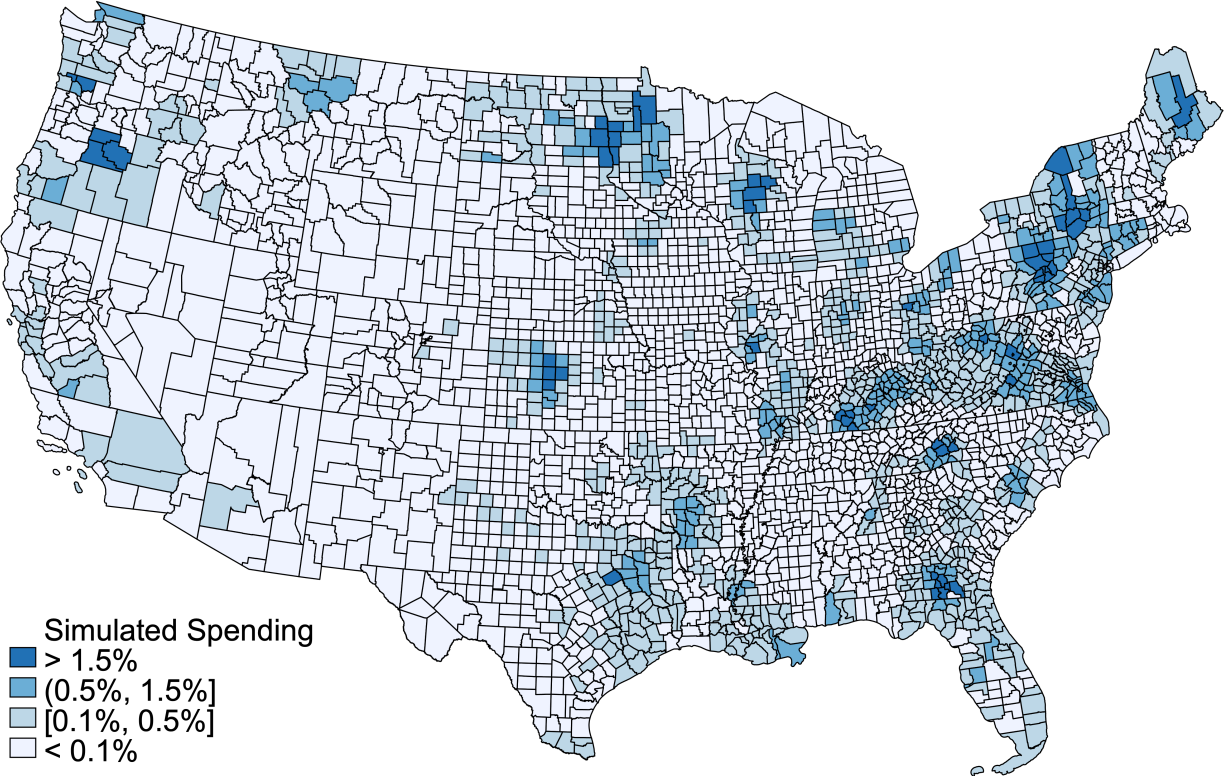 Simulated Spending
> 1.5%
(0.5%, 1.5%]
[0.1%, 0.5%]
< 0.1%